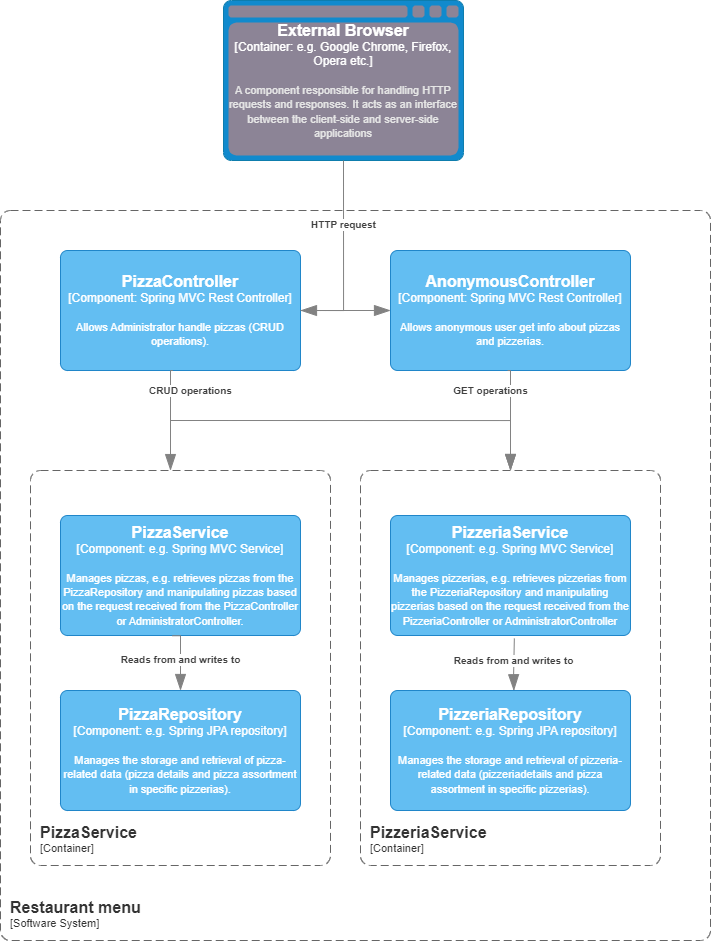 External Browser
[Container: e.g. Google Chrome, Firefox,
Opera etc.]
A component responsible for handling HTTP
requests and responses. It acts as an interface
between the client-side and server-side
applications
HTTP request
PizzaController
[Component: Spring MVC Rest Controller]
Allows Administrator handle pizzas (CRUD
operations).
AnonymousController
[Component: Spring MVC Rest Controller]
Allows anonymous user get info about pizzas
and pizzerias.
CRUD operations
GET operations
PizzaService
[Component: e.g. Spring MVC Service]
Manages pizzas, e.g. retrieves pizzas from the
PizzaRepository and manipulating pizzas based
on the request received from the PizzaController
or AdministratorController.
PizzeriaService
[Component: e.g. Spring MVC Service]
Manages pizzerias, e.g. retrieves pizzerias from
the PizzeriaRepository and manipulating
pizzerias based on the request received from the
PizzeriaController or AdministratorController
Reads from and writes to
Reads from and writes to
PizzaRepository
[Component: e.g. Spring JPA repository]
Manages the storage and retrieval of pizza-
related data (pizza details and pizza assortment
in specific pizzerias).
PizzeriaRepository
[Component: e.g. Spring JPA repository]
Manages the storage and retrieval of pizzeria-
related data (pizzeriadetails and pizza
assortment in specific pizzerias).
PizzaService
[Container]
PizzeriaService
[Container]
Restaurant menu
[Software System]